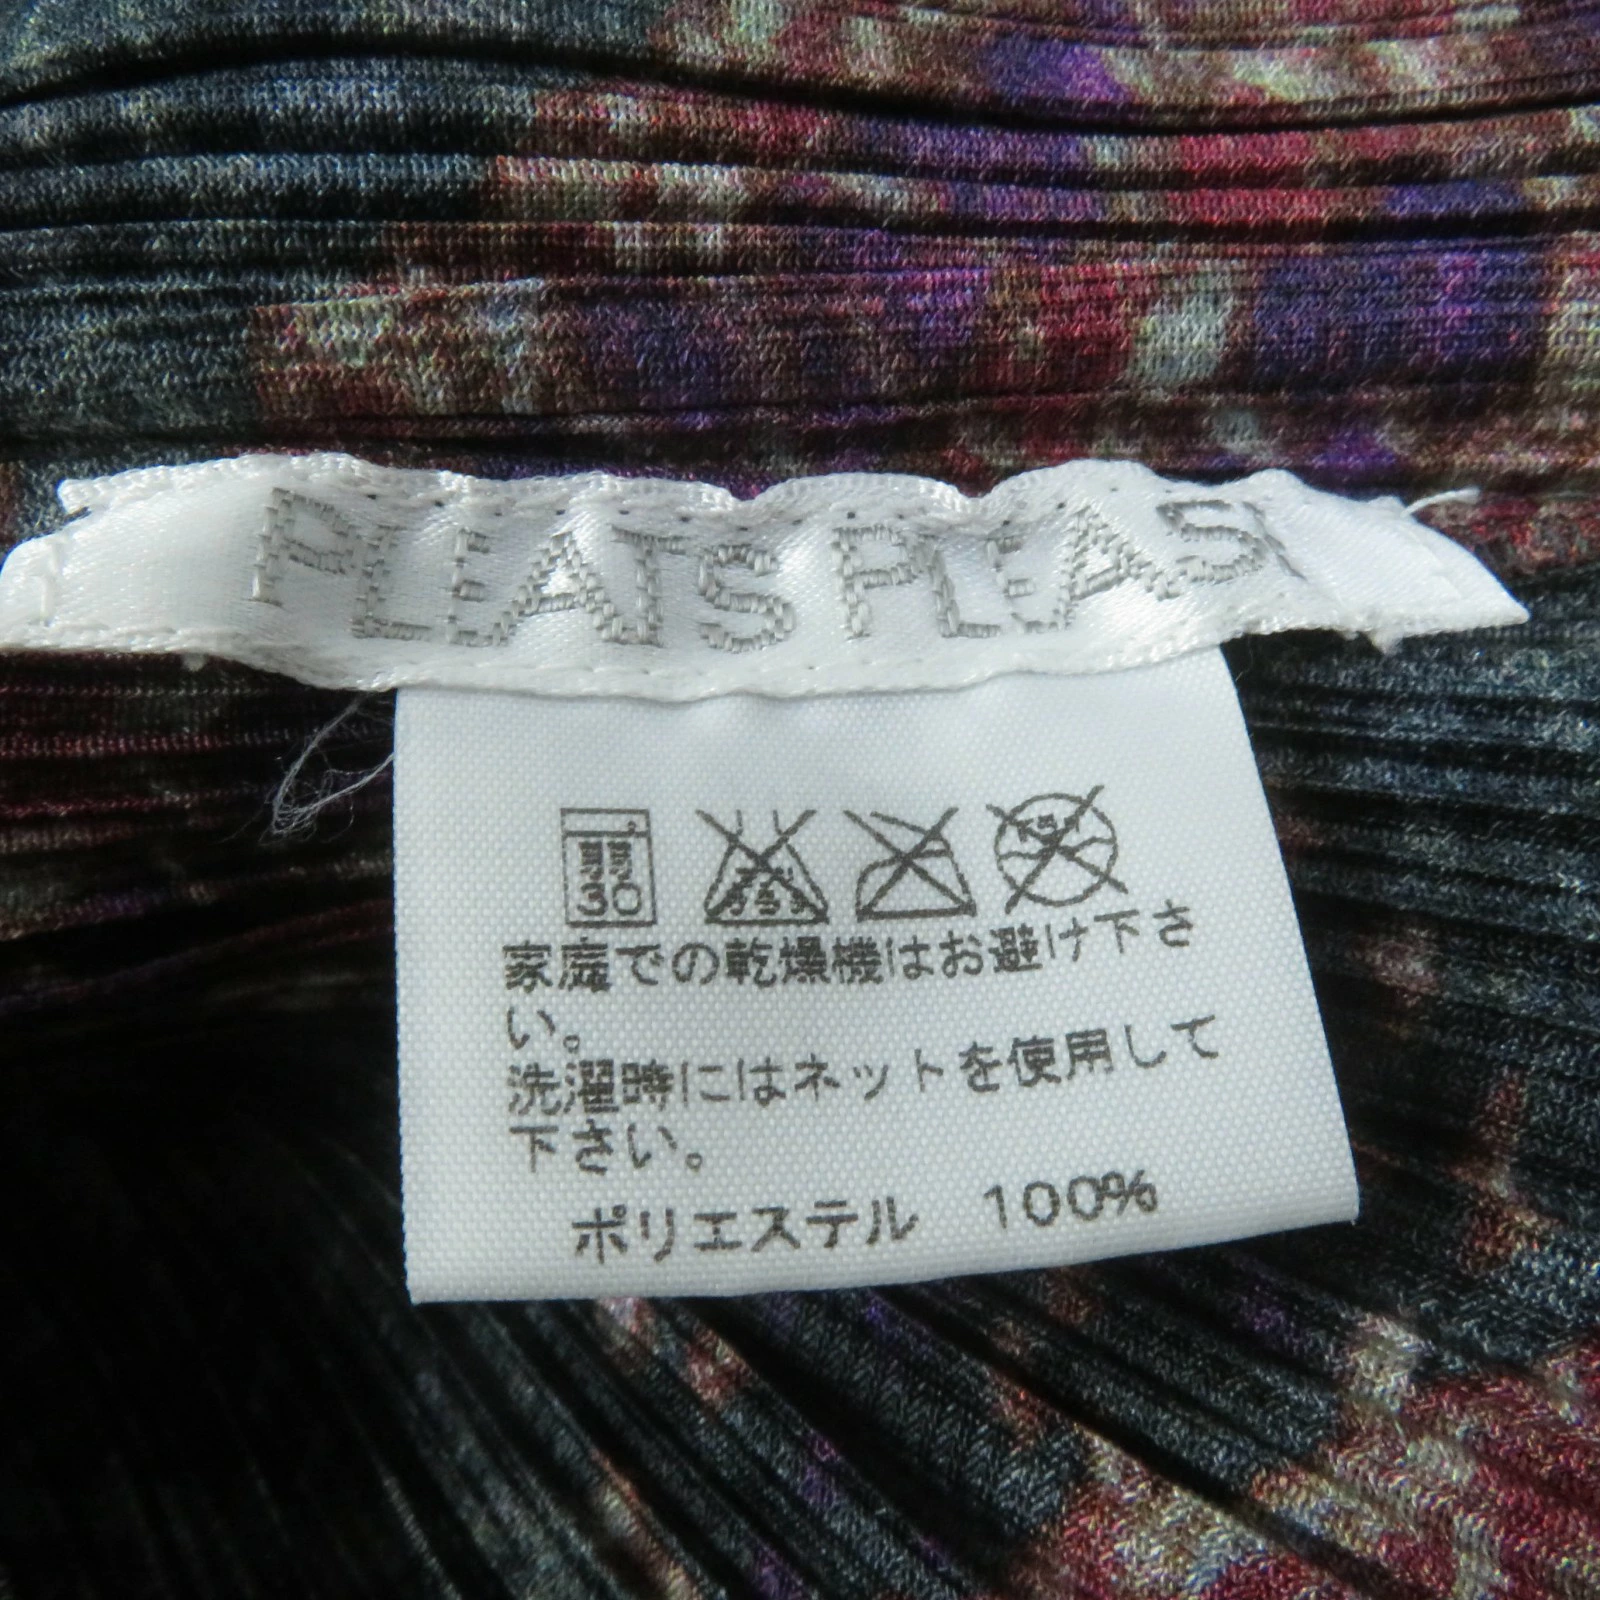 PLEATS PLEASE
30
家庭での乾燥機はお避け下さ
い。
洗濯時にはネットを使用して
下さい。
ポリエステル 100%